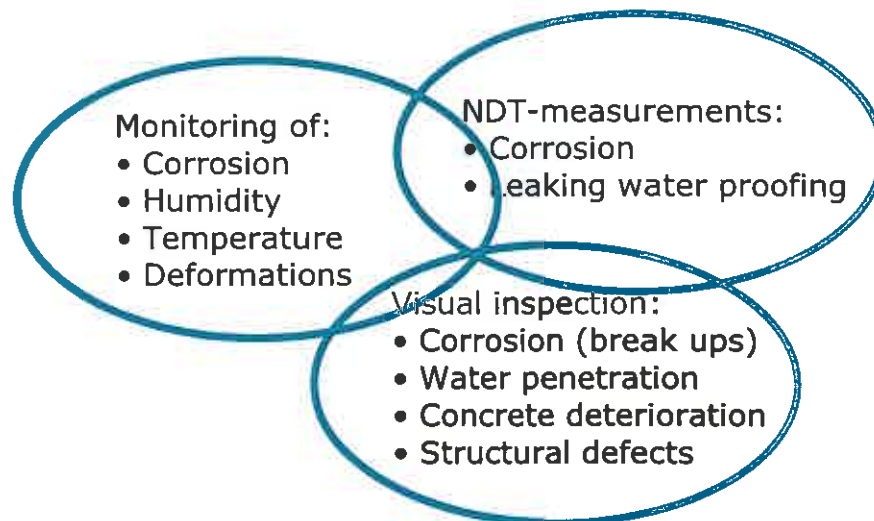 Monitoring of:
• Corrosion
• Humidity
• Temperature
• Deformations
NDT-measurements:
• Corrosion
• Leaking water proofing
Visual inspection:
• Corrosion (break ups)
• Water penetration
• Concrete deterioration
• Structural defects